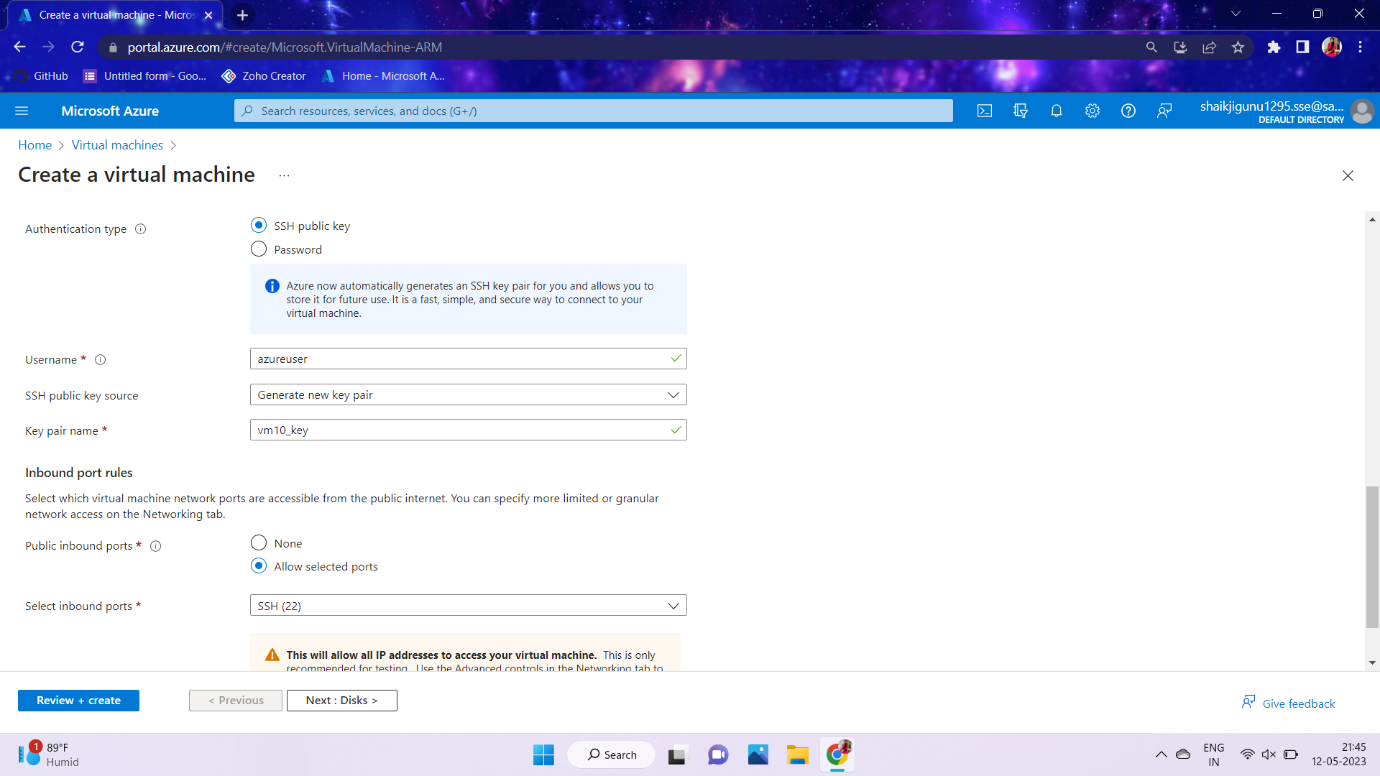 Create a virtual machine - Micros
portal.azure.com/#create/Microsoft.VirtualMachine-ARM
GitHub
Untitled form - Goo...
Zoho Creator
Home - Microsoft A...
Microsoft Azure
Search resources, services, and docs (G+/)
shaikjigunu1295.sse@sa...
DEFAULT DIRECTORY
Home > Virtual machines >
Create a virtual machine ...
Authentication type
SSH public key
Password
Azure now automatically generates an SSH key pair for you and allows you to
store it for future use. It is a fast, simple, and secure way to connect to your
virtual machine.
Username *
azureuser
SSH public key source
Generate new key pair
Key pair name *
vm10_key
Inbound port rules
Select which virtual machine network ports are accessible from the public internet. You can specify more limited or granular
network access on the Networking tab.
Public inbound ports *
None
Allow selected ports
Select inbound ports *
SSH (22)
This will allow all IP addresses to access your virtual machine. This is only
recommended for testing. Use the Advanced controls in the Networking tab to
Review + create
< Previous
Next : Disks >
Give feedback
1
89°F
Humid
Search
ENG
IN
21:45
12-05-2023